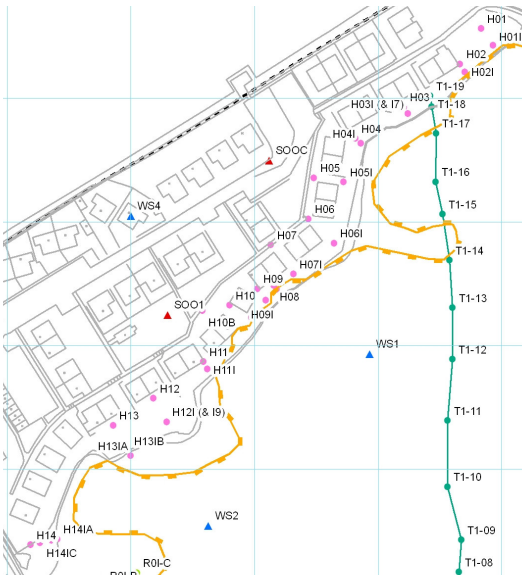 H01
H01I
H02
H02I
T1-19
H03I (& I7)
H03
T1-18
H04I
H04
T1-17
SOOC
H05
H05I
T1-16
WS4
H06
T1-15
H07
H06I
T1-14
H07I
H09
H10
H08
SOO1
H09I
T1-13
H10B
WS1
T1-12
H11
H11I
H12
H12I (& I9)
H13
T1-11
H13IA
H13IB
T1-10
WS2
H14
H14IA
T1-09
H14IC
R0I-C
T1-08
R0I-B